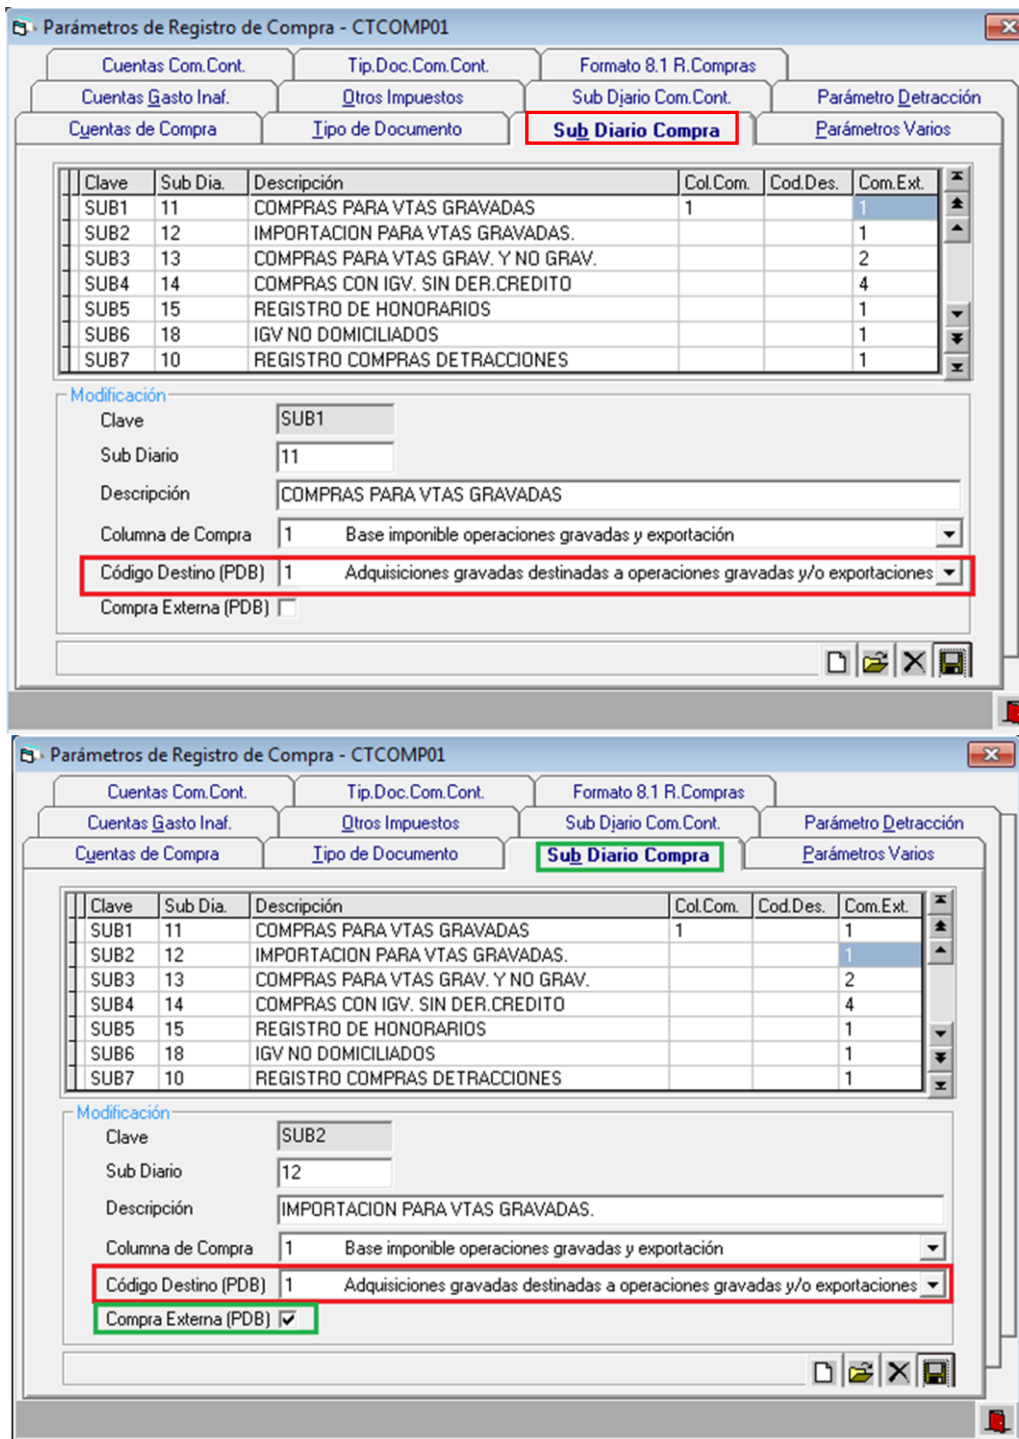 Parámetros de Registro de Compra - CTCOMP01
Cuentas Com.Cont. Tip.Doc.Com.Cont. Formato 8.1 R.Compras
Cuentas Gasto Inaf. Otros Impuestos Sub Diario Com.Cont. Parámetro Detracción
Cuentas de Compra Tipo de Documento Sub Diario Compra Parámetros Varios
Clave Sub Dia. Descripción Col.Com. Cod.Des. Com.Ext.
SUB1 11 COMPRAS PARA VTAS GRAVADAS 1 1
SUB2 12 IMPORTACION PARA VTAS GRAVADAS. 1
SUB3 13 COMPRAS PARA VTAS GRAV. Y NO GRAV. 2
SUB4 14 COMPRAS CON IGV. SIN DER.CREDITO 4
SUB5 15 REGISTRO DE HONORARIOS 1
SUB6 18 IGV NO DOMICILIADOS 1
SUB7 10 REGISTRO COMPRAS DETRACCIONES 1
Modificación
Clave SUB1
Sub Diario 11
Descripción COMPRAS PARA VTAS GRAVADAS
Columna de Compra 1 Base imponible operaciones gravadas y exportación
Código Destino (PDB) 1 Adquisiciones gravadas destinadas a operaciones gravadas y/o exportaciones
Compra Externa (PDB)
Parámetros de Registro de Compra - CTCOMP01
Cuentas Com.Cont. Tip.Doc.Com.Cont. Formato 8.1 R.Compras
Cuentas Gasto Inaf. Otros Impuestos Sub Diario Com.Cont. Parámetro Detracción
Cuentas de Compra Tipo de Documento Sub Diario Compra Parámetros Varios
Clave Sub Dia. Descripción Col.Com. Cod.Des. Com.Ext.
SUB1 11 COMPRAS PARA VTAS GRAVADAS 1 1
SUB2 12 IMPORTACION PARA VTAS GRAVADAS. 1
SUB3 13 COMPRAS PARA VTAS GRAV. Y NO GRAV. 2
SUB4 14 COMPRAS CON IGV. SIN DER.CREDITO 4
SUB5 15 REGISTRO DE HONORARIOS 1
SUB6 18 IGV NO DOMICILIADOS 1
SUB7 10 REGISTRO COMPRAS DETRACCIONES 1
Modificación
Clave SUB2
Sub Diario 12
Descripción IMPORTACION PARA VTAS GRAVADAS.
Columna de Compra 1 Base imponible operaciones gravadas y exportación
Código Destino (PDB) 1 Adquisiciones gravadas destinadas a operaciones gravadas y/o exportaciones
Compra Externa (PDB)